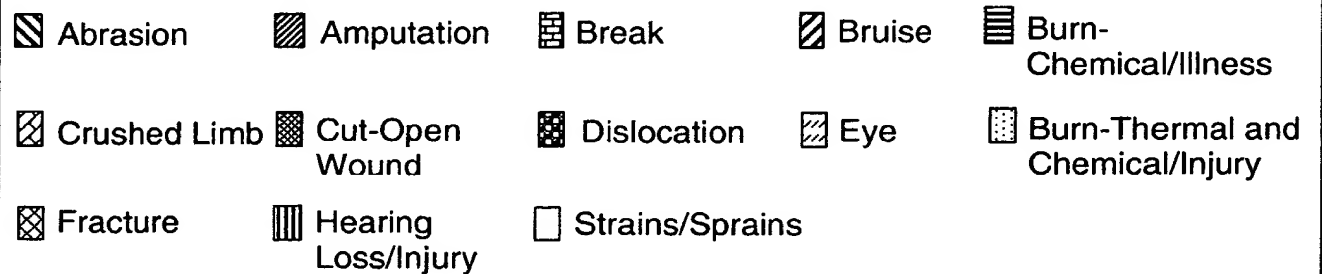 Abrasion Amputation Break Bruise Burn-
Chemical/Illness
Crushed Limb Cut-Open Dislocation Eye Burn-Thermal and
Wound Chemical/Injury
Fracture Hearing Strains/Sprains
Loss/Injury